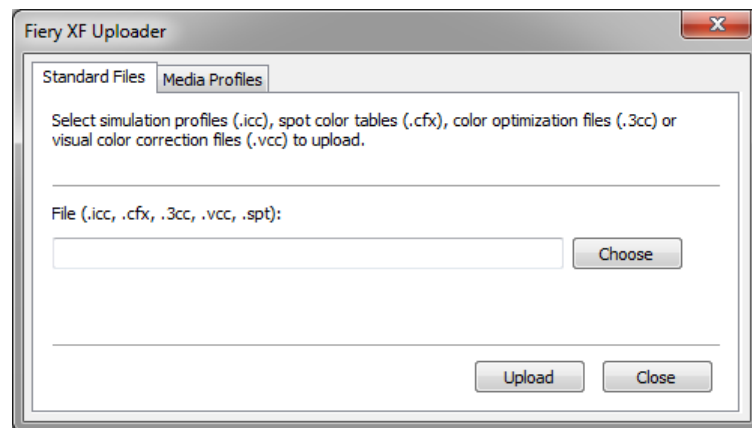 Fiery XF Uploader
Standard Files
Media Profiles
Select simulation profiles (.icc), spot color tables (.cfx), color optimization files (.3cc) or
visual color correction files (.vcc) to upload.
File (.icc, .cfx, .3cc, .vcc, .spt):
Choose
Upload
Close